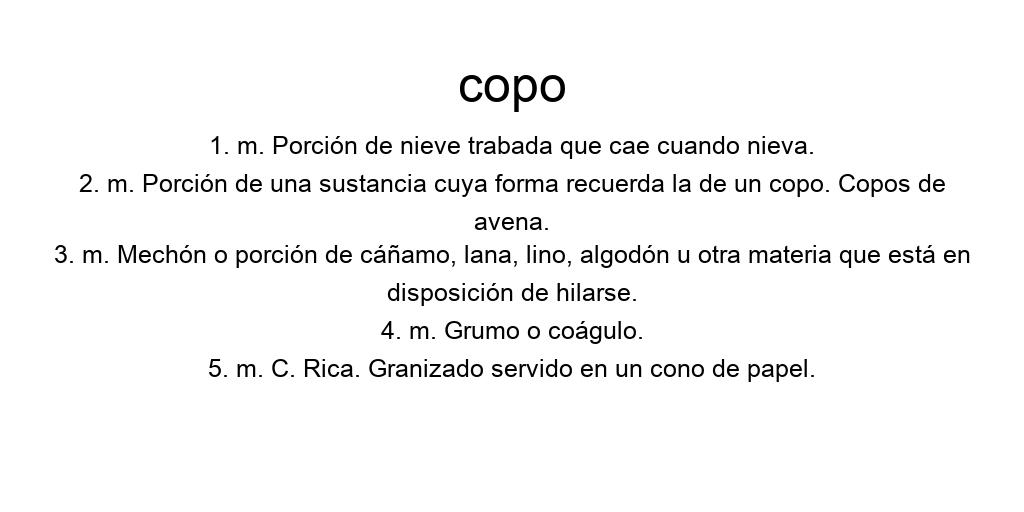 copo
1. m. Porción de nieve trabada que cae cuando nieva.
2. m. Porción de una sustancia cuya forma recuerda la de un copo. Copos de
avena.
3. m. Mechón o porción de cáñamo, lana, lino, algodón u otra materia que está en
disposición de hilarse.
4. m. Grumo o coágulo.
5. m. C. Rica. Granizado servido en un cono de papel.